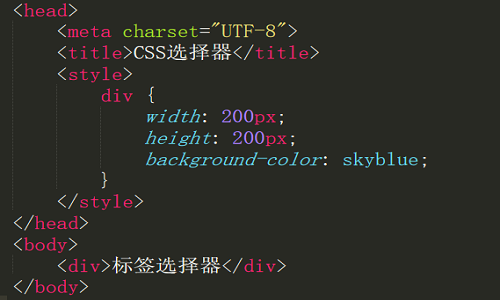 <head>
<meta charset="UTF-8">
<title>CSS选择器</title>
<style>
div {
width: 200px;
height: 200px;
background-color: skyblue;
}
</style>
</head>
<body>
<div>标签选择器</div>
</body>